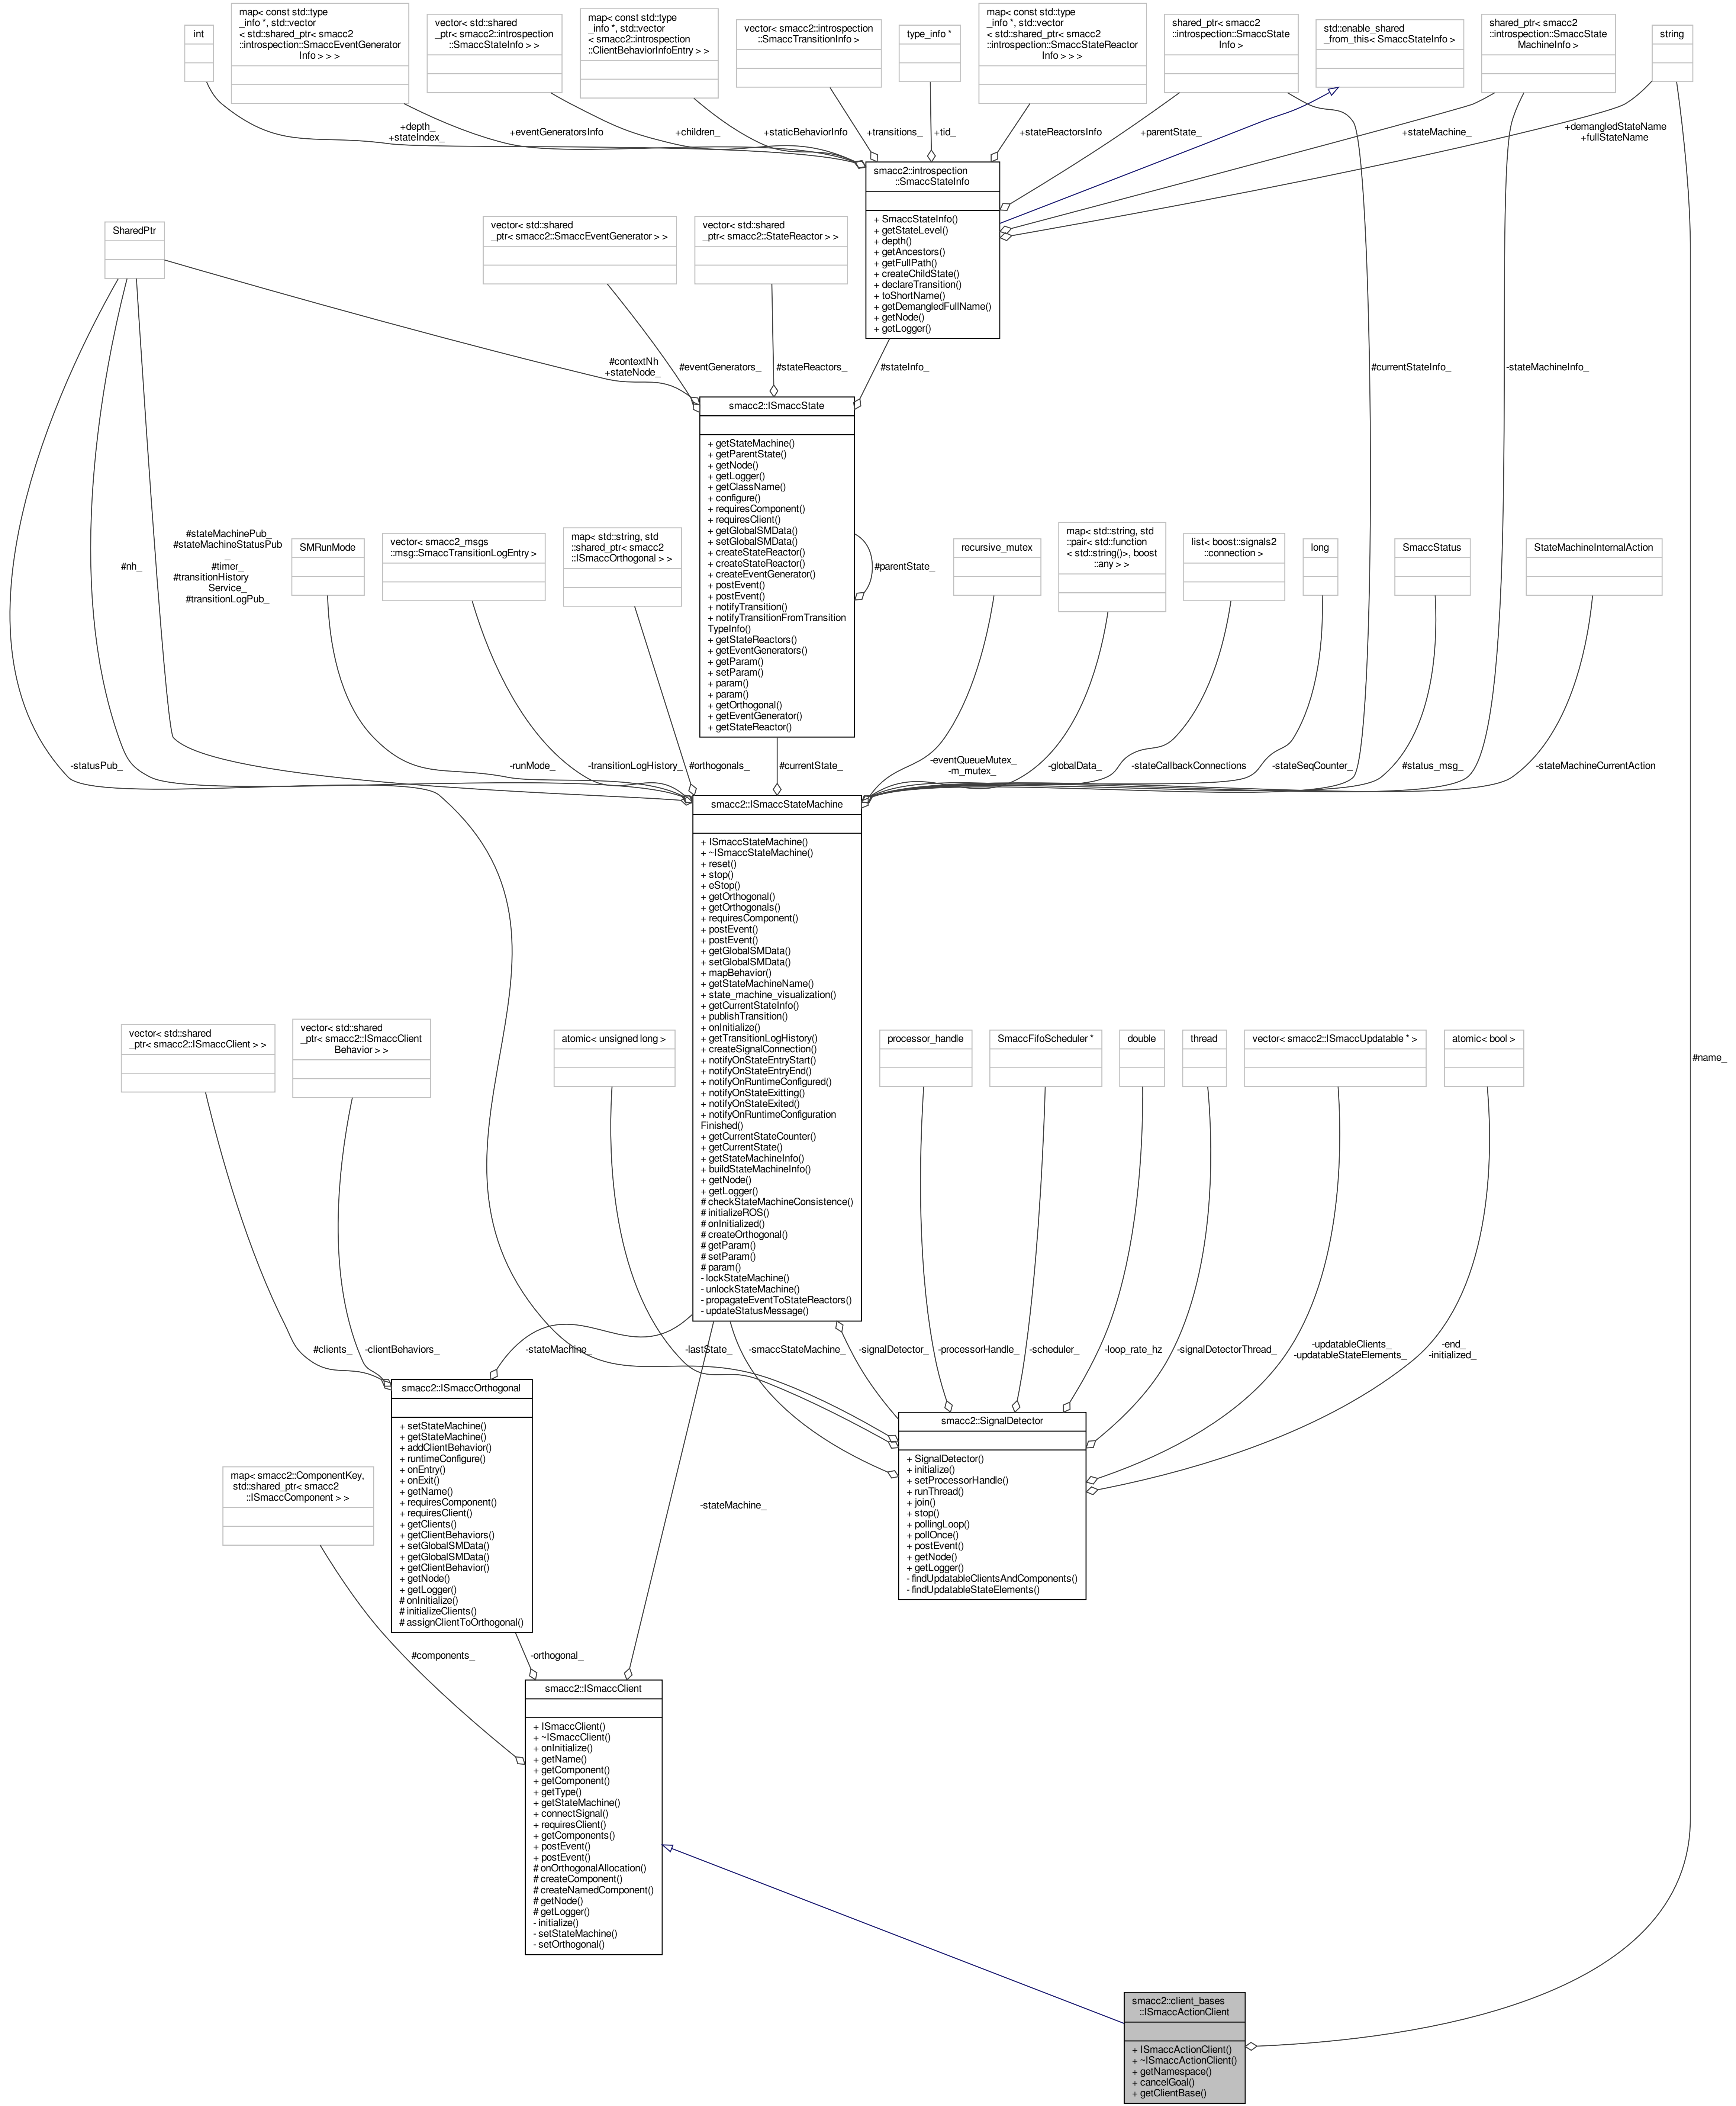 int
map< const std::type
_info *, std::vector
< std::shared_ptr< smacc2
::introspection::SmaccEventGenerator
Info > > >
vector< std::shared
_ptr< smacc2::introspection
::SmaccStateInfo > >
map< const std::type
_info *, std::vector
< smacc2::introspection
::ClientBehaviorInfoEntry > >
vector< smacc2::introspection
::SmaccTransitionInfo >
type_info *
map< const std::type
_info *, std::vector
< std::shared_ptr< smacc2
::introspection::SmaccStateReactor
Info > > >
shared_ptr< smacc2
::introspection::SmaccState
Info >
std::enable_shared
_from_this< SmaccStateInfo >
shared_ptr< smacc2
::introspection::SmaccState
MachineInfo >
string
+depth_
+stateIndex_
+eventGeneratorsInfo
+children_
+staticBehaviorInfo
+transitions_
+tid_
+stateReactorsInfo
+parentState_
+stateMachine_
+demangledStateName
+fullStateName
smacc2::introspection
::SmaccStateInfo
+ SmaccStateInfo()
+ getStateLevel()
+ depth()
+ getAncestors()
+ getFullPath()
+ createChildState()
+ declareTransition()
+ toShortName()
+ getDemangledFullName()
+ getNode()
+ getLogger()
SharedPtr
vector< std::shared
_ptr< smacc2::SmaccEventGenerator > >
vector< std::shared
_ptr< smacc2::StateReactor > >
#contextNh
+stateNode_
#eventGenerators_
#stateReactors_
#stateInfo_
#currentStateInfo_
-stateMachineInfo_
smacc2::ISmaccState
+ getStateMachine()
+ getParentState()
+ getNode()
+ getLogger()
+ getClassName()
+ configure()
+ requiresComponent()
+ requiresClient()
+ getGlobalSMData()
+ setGlobalSMData()
+ createStateReactor()
+ createStateReactor()
+ createEventGenerator()
+ postEvent()
+ postEvent()
+ notifyTransition()
+ notifyTransitionFromTransition
TypeInfo()
+ getStateReactors()
+ getEventGenerators()
+ getParam()
+ setParam()
+ param()
+ param()
+ getOrthogonal()
+ getEventGenerator()
+ getStateReactor()
#parentState_
#nh_
#stateMachinePub_
#stateMachineStatusPub
_
#timer_
#transitionHistory
Service_
#transitionLogPub_
SMRunMode
vector< smacc2_msgs
::msg::SmaccTransitionLogEntry >
map< std::string, std
::shared_ptr< smacc2
::ISmaccOrthogonal > >
recursive_mutex
map< std::string, std
::pair< std::function
< std::string()>, boost
::any > >
list< boost::signals2
::connection >
long
SmaccStatus
StateMachineInternalAction
-statusPub_
-runMode_
-transitionLogHistory_
#orthogonals_
#currentState_
-eventQueueMutex_
-m_mutex_
-globalData_
-stateCallbackConnections
-stateSeqCounter_
#status_msg_
-stateMachineCurrentAction
smacc2::ISmaccStateMachine
+ ISmaccStateMachine()
+ ~ISmaccStateMachine()
+ reset()
+ stop()
+ eStop()
+ getOrthogonal()
+ getOrthogonals()
+ requiresComponent()
+ postEvent()
+ postEvent()
+ getGlobalSMData()
+ setGlobalSMData()
+ mapBehavior()
+ getStateMachineName()
+ state_machine_visualization()
+ getCurrentStateInfo()
+ publishTransition()
+ onInitialize()
+ getTransitionLogHistory()
+ createSignalConnection()
+ notifyOnStateEntryStart()
+ notifyOnStateEntryEnd()
+ notifyOnRuntimeConfigured()
+ notifyOnStateExitting()
+ notifyOnStateExited()
+ notifyOnRuntimeConfiguration
Finished()
+ getCurrentStateCounter()
+ getCurrentState()
+ getStateMachineInfo()
+ buildStateMachineInfo()
+ getNode()
+ getLogger()
# checkStateMachineConsistence()
# initializeROS()
# onInitialized()
# createOrthogonal()
# getParam()
# setParam()
# param()
- lockStateMachine()
- unlockStateMachine()
- propagateEventToStateReactors()
- updateStatusMessage()
vector< std::shared
_ptr< smacc2::ISmaccClient > >
vector< std::shared
_ptr< smacc2::ISmaccClient
Behavior > >
atomic< unsigned long >
processor_handle
SmaccFifoScheduler *
double
thread
vector< smacc2::ISmaccUpdatable * >
atomic< bool >
#name_
#clients_
-clientBehaviors_
-stateMachine_
-lastState_
-smaccStateMachine_
-signalDetector_
-processorHandle_
-scheduler_
-loop_rate_hz
-signalDetectorThread_
-updatableClients_
-updatableStateElements_
-end_
-initialized_
smacc2::ISmaccOrthogonal
+ setStateMachine()
+ getStateMachine()
+ addClientBehavior()
+ runtimeConfigure()
+ onEntry()
+ onExit()
+ getName()
+ requiresComponent()
+ requiresClient()
+ getClients()
+ getClientBehaviors()
+ setGlobalSMData()
+ getGlobalSMData()
+ getClientBehavior()
+ getNode()
+ getLogger()
# onInitialize()
# initializeClients()
# assignClientToOrthogonal()
smacc2::SignalDetector
+ SignalDetector()
+ initialize()
+ setProcessorHandle()
+ runThread()
+ join()
+ stop()
+ pollingLoop()
+ pollOnce()
+ postEvent()
+ getNode()
+ getLogger()
- findUpdatableClientsAndComponents()
- findUpdatableStateElements()
map< smacc2::ComponentKey,
std::shared_ptr< smacc2
::ISmaccComponent > >
-stateMachine_
#components_
-orthogonal_
smacc2::ISmaccClient
+ ISmaccClient()
+ ~ISmaccClient()
+ onInitialize()
+ getName()
+ getComponent()
+ getComponent()
+ getType()
+ getStateMachine()
+ connectSignal()
+ requiresClient()
+ getComponents()
+ postEvent()
+ postEvent()
# onOrthogonalAllocation()
# createComponent()
# createNamedComponent()
# getNode()
# getLogger()
- initialize()
- setStateMachine()
- setOrthogonal()
smacc2::client_bases
::ISmaccActionClient
+ ISmaccActionClient()
+ ~ISmaccActionClient()
+ getNamespace()
+ cancelGoal()
+ getClientBase()